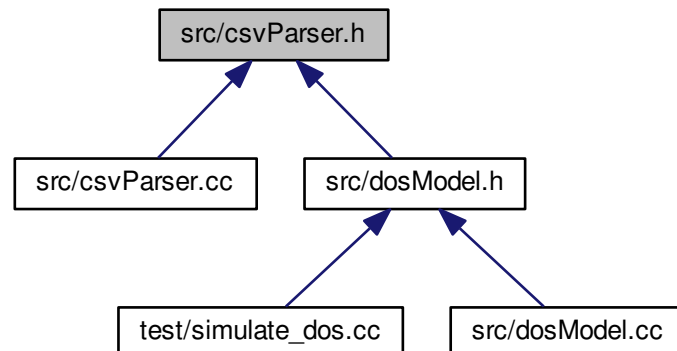 src/csvParser.h
src/csvParser.cc
src/dosModel.h
test/simulate_dos.cc
src/dosModel.cc